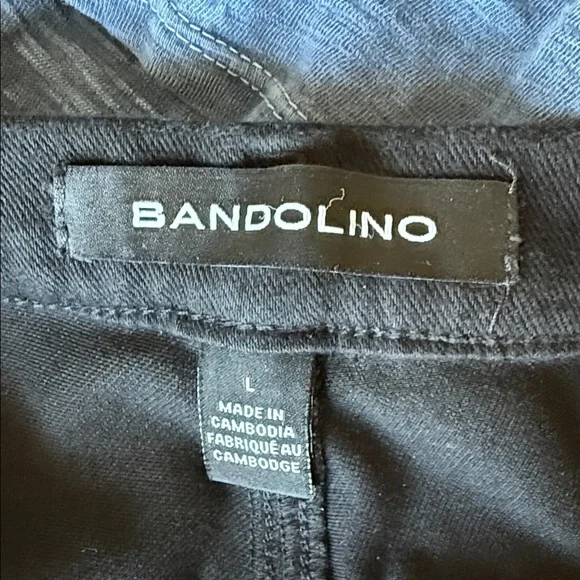 BANDOLINO
L
MADE IN
CAMBODIA
FABRIQUÉ AU
CAMBODGE